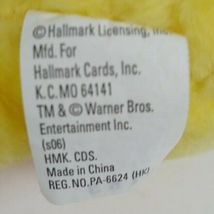 ©Hallmark Licensing, Inc.
Mfd. For
Hallmark Cards, Inc.
K.C. MO 64141
TM & © Warner Bros.
Entertainment Inc.
(s06)
HMK. CDS.
Made in China
REG.NO.PA-6624 (HK)